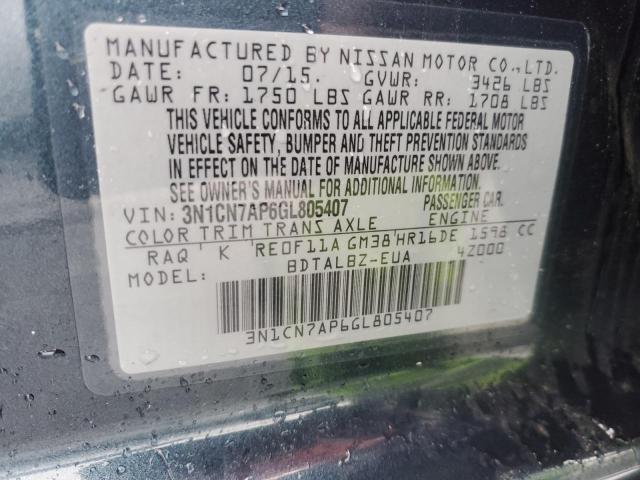 MANUFACTURED BY NISSAN MOTOR CO.,LTD.
DATE: 07/15. GVWR: 3426 LBS
GAWR FR: 1750 LBS GAWR RR: 1708 LBS
THIS VEHICLE CONFORMS TO ALL APPLICABLE FEDERAL MOTOR
VEHICLE SAFETY, BUMPER AND THEFT PREVENTION STANDARDS
IN EFFECT ON THE DATE OF MANUFACTURE SHOWN ABOVE.
SEE OWNER'S MANUAL FOR ADDITIONAL INFORMATION.
VIN: 3N1CN7AP6GL805407 PASSENGER CAR.
COLOR TRIM TRANS AXLE ENGINE
RAQ ' K ' RE0F11A GM38'HR16DE 1598 CC
MODEL: BDTALBZ-EUA 42000
3N1CN7AP6GL805407